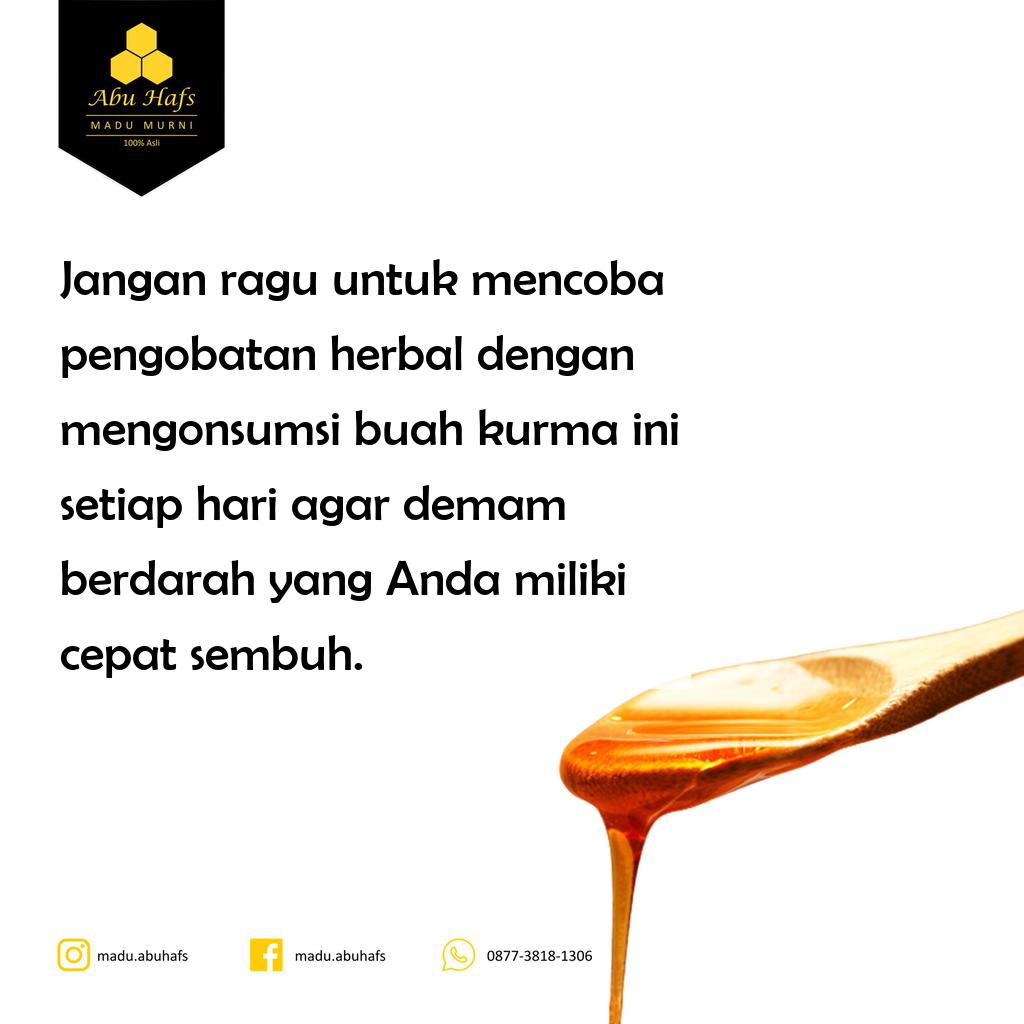 Abu Hafs
MADU MURNI
100% Asli
Jangan ragu untuk mencoba
pengobatan herbal dengan
mengonsumsi buah kurma ini
setiap hari agar demam
berdarah yang Anda miliki
cepat sembuh.
madu.abuhafs
madu.abuhafs
0877-3818-1306